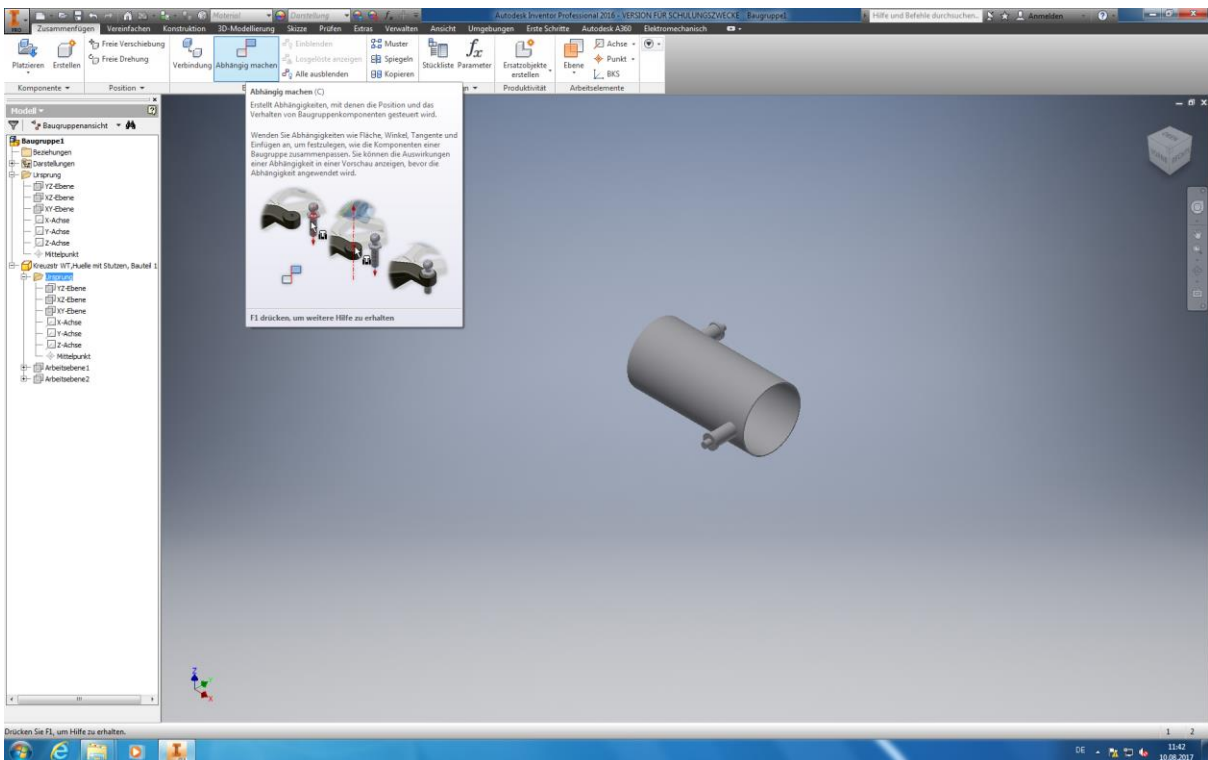 Material
Darstellung
Autodesk Inventor Professional 2016 - VERSION FÜR SCHULUNGSZWECKE Baugruppe1
Hilfe und Befehle durchsuchen...
Anmelden
PRO
Zusammenfügen Vereinfachen Konstruktion 3D-Modellierung Skizze Prüfen Extras Verwalten Ansicht Umgebungen Erste Schritte Autodesk A360 Elektromechanisch
Platzieren Erstellen
Freie Verschiebung
Freie Drehung
Verbindung Abhängig machen
Einblenden
Losgelöste anzeigen
Alle ausblenden
Muster
Spiegeln
Kopieren
Stückliste Parameter
Ersatzobjekte
erstellen
Ebene
Achse
Punkt
BKS
Komponente Position
Produktivität Arbeitselemente
Abhängig machen (C)
Erstellt Abhängigkeiten, mit denen die Position und das
Verhalten von Baugruppenkomponenten gesteuert wird.
Wenden Sie Abhängigkeiten wie Fläche, Winkel, Tangente und
Einfügen an, um festzulegen, wie die Komponenten einer
Baugruppe zusammenpassen. Sie können die Auswirkungen
einer Abhängigkeit in einer Vorschau anzeigen, bevor die
Abhängigkeit angewendet wird.
F1 drücken, um weitere Hilfe zu erhalten
Modell
Baugruppenansicht
Baugruppe1
Beziehungen
Darstellungen
Ursprung
YZ-Ebene
XZ-Ebene
XY-Ebene
X-Achse
Y-Achse
Z-Achse
Mittelpunkt
Kreuzstr WT,Huelle mit Stutzen, Bauteil 1
Ursprung
YZ-Ebene
XZ-Ebene
XY-Ebene
X-Achse
Y-Achse
Z-Achse
Mittelpunkt
Arbeitsebene1
Arbeitsebene2
Z
Y
X
Drücken Sie F1, um Hilfe zu erhalten.
1 2
DE
11:42
10.08.2017